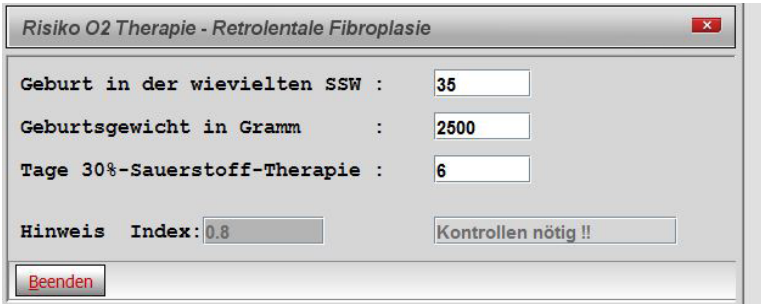 Risiko O2 Therapie - Retrolentale Fibroplasie
Geburt in der wievielten SSW : 35
Geburtsgewicht in Gramm : 2500
Tage 30%-Sauerstoff-Therapie : 6
Hinweis Index: 0.8 Kontrollen nötig !!
Beenden